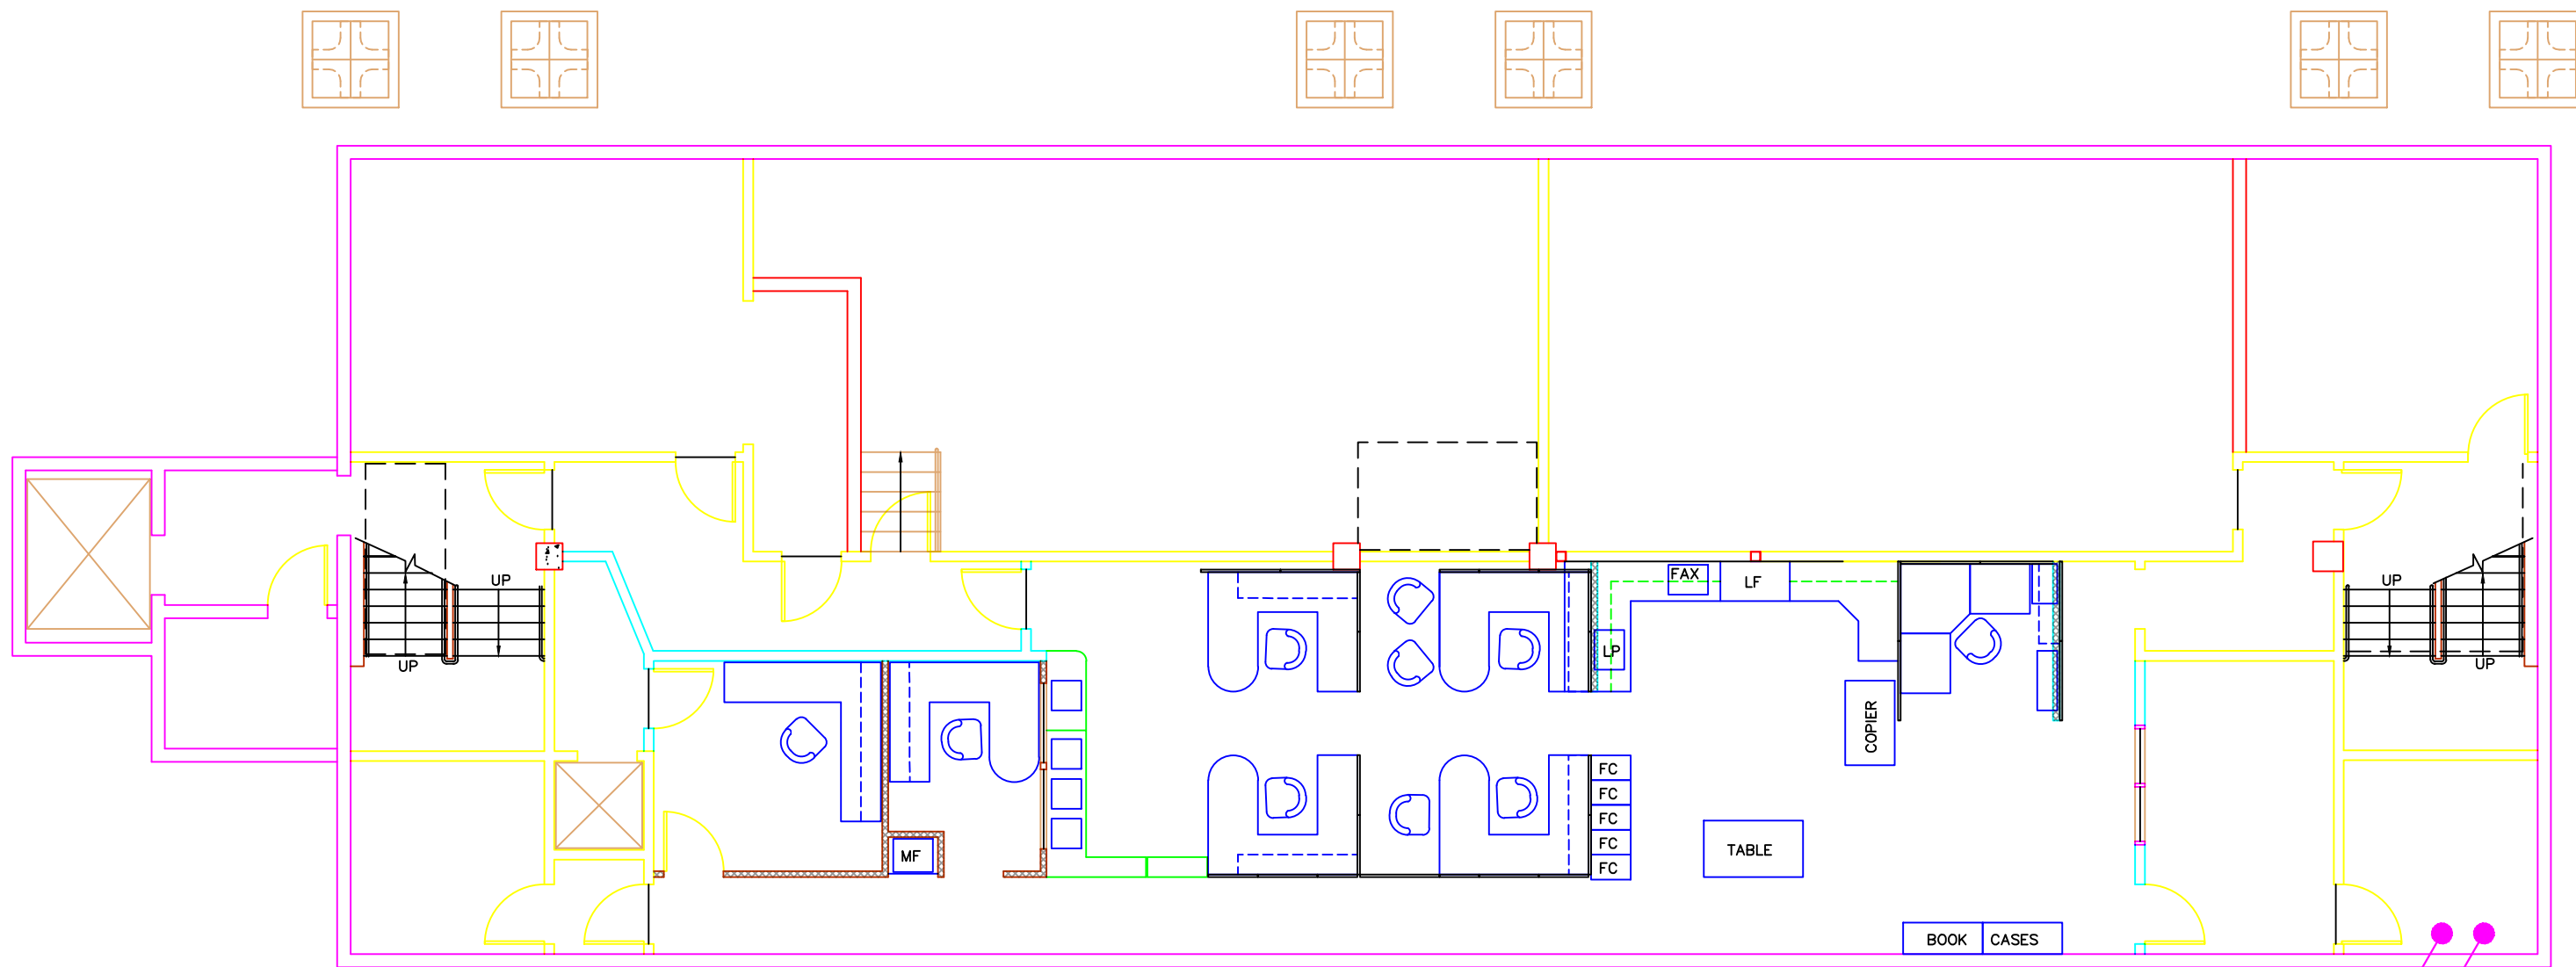 FAX
LF
UP
UP
LP
UP
UP
COPIER
FC
FC
FC
FC
FC
MF
TABLE
BOOK CASES